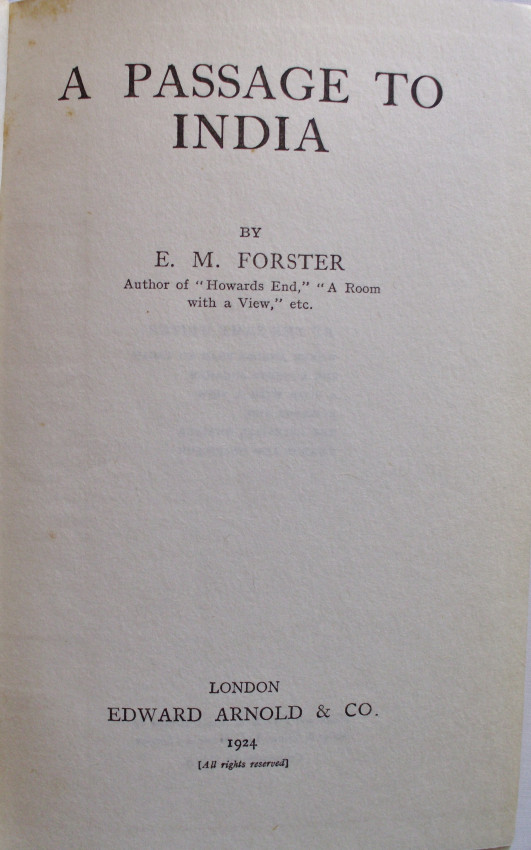 A PASSAGE TO
INDIA
BY
E. M. FORSTER
Author of "Howards End," "A Room
with a View," etc.
LONDON
EDWARD ARNOLD & CO.
1924
[All rights reserved]